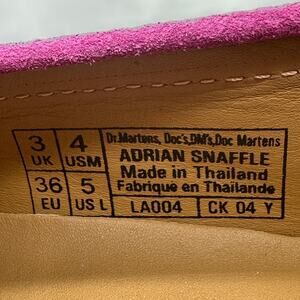 3 UK
4 USM
36 EU
5 US L
Dr.Martens, Doc's,DM's, Doc Martens
ADRIAN SNAFFLE
Made in Thailand
Fabrique en Thailande
LA004
CK 04 Y